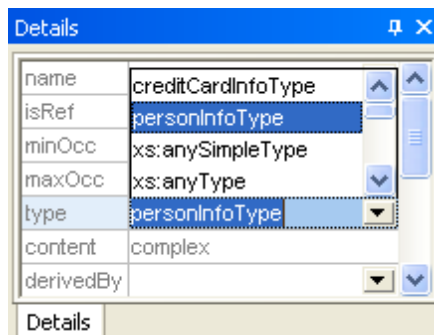 Details
name creditCardInfoType
isRef personInfoType
minOcc xs:anySimpleType
maxOcc xs:anyType
type personInfoType
content complex
derivedBy
Details